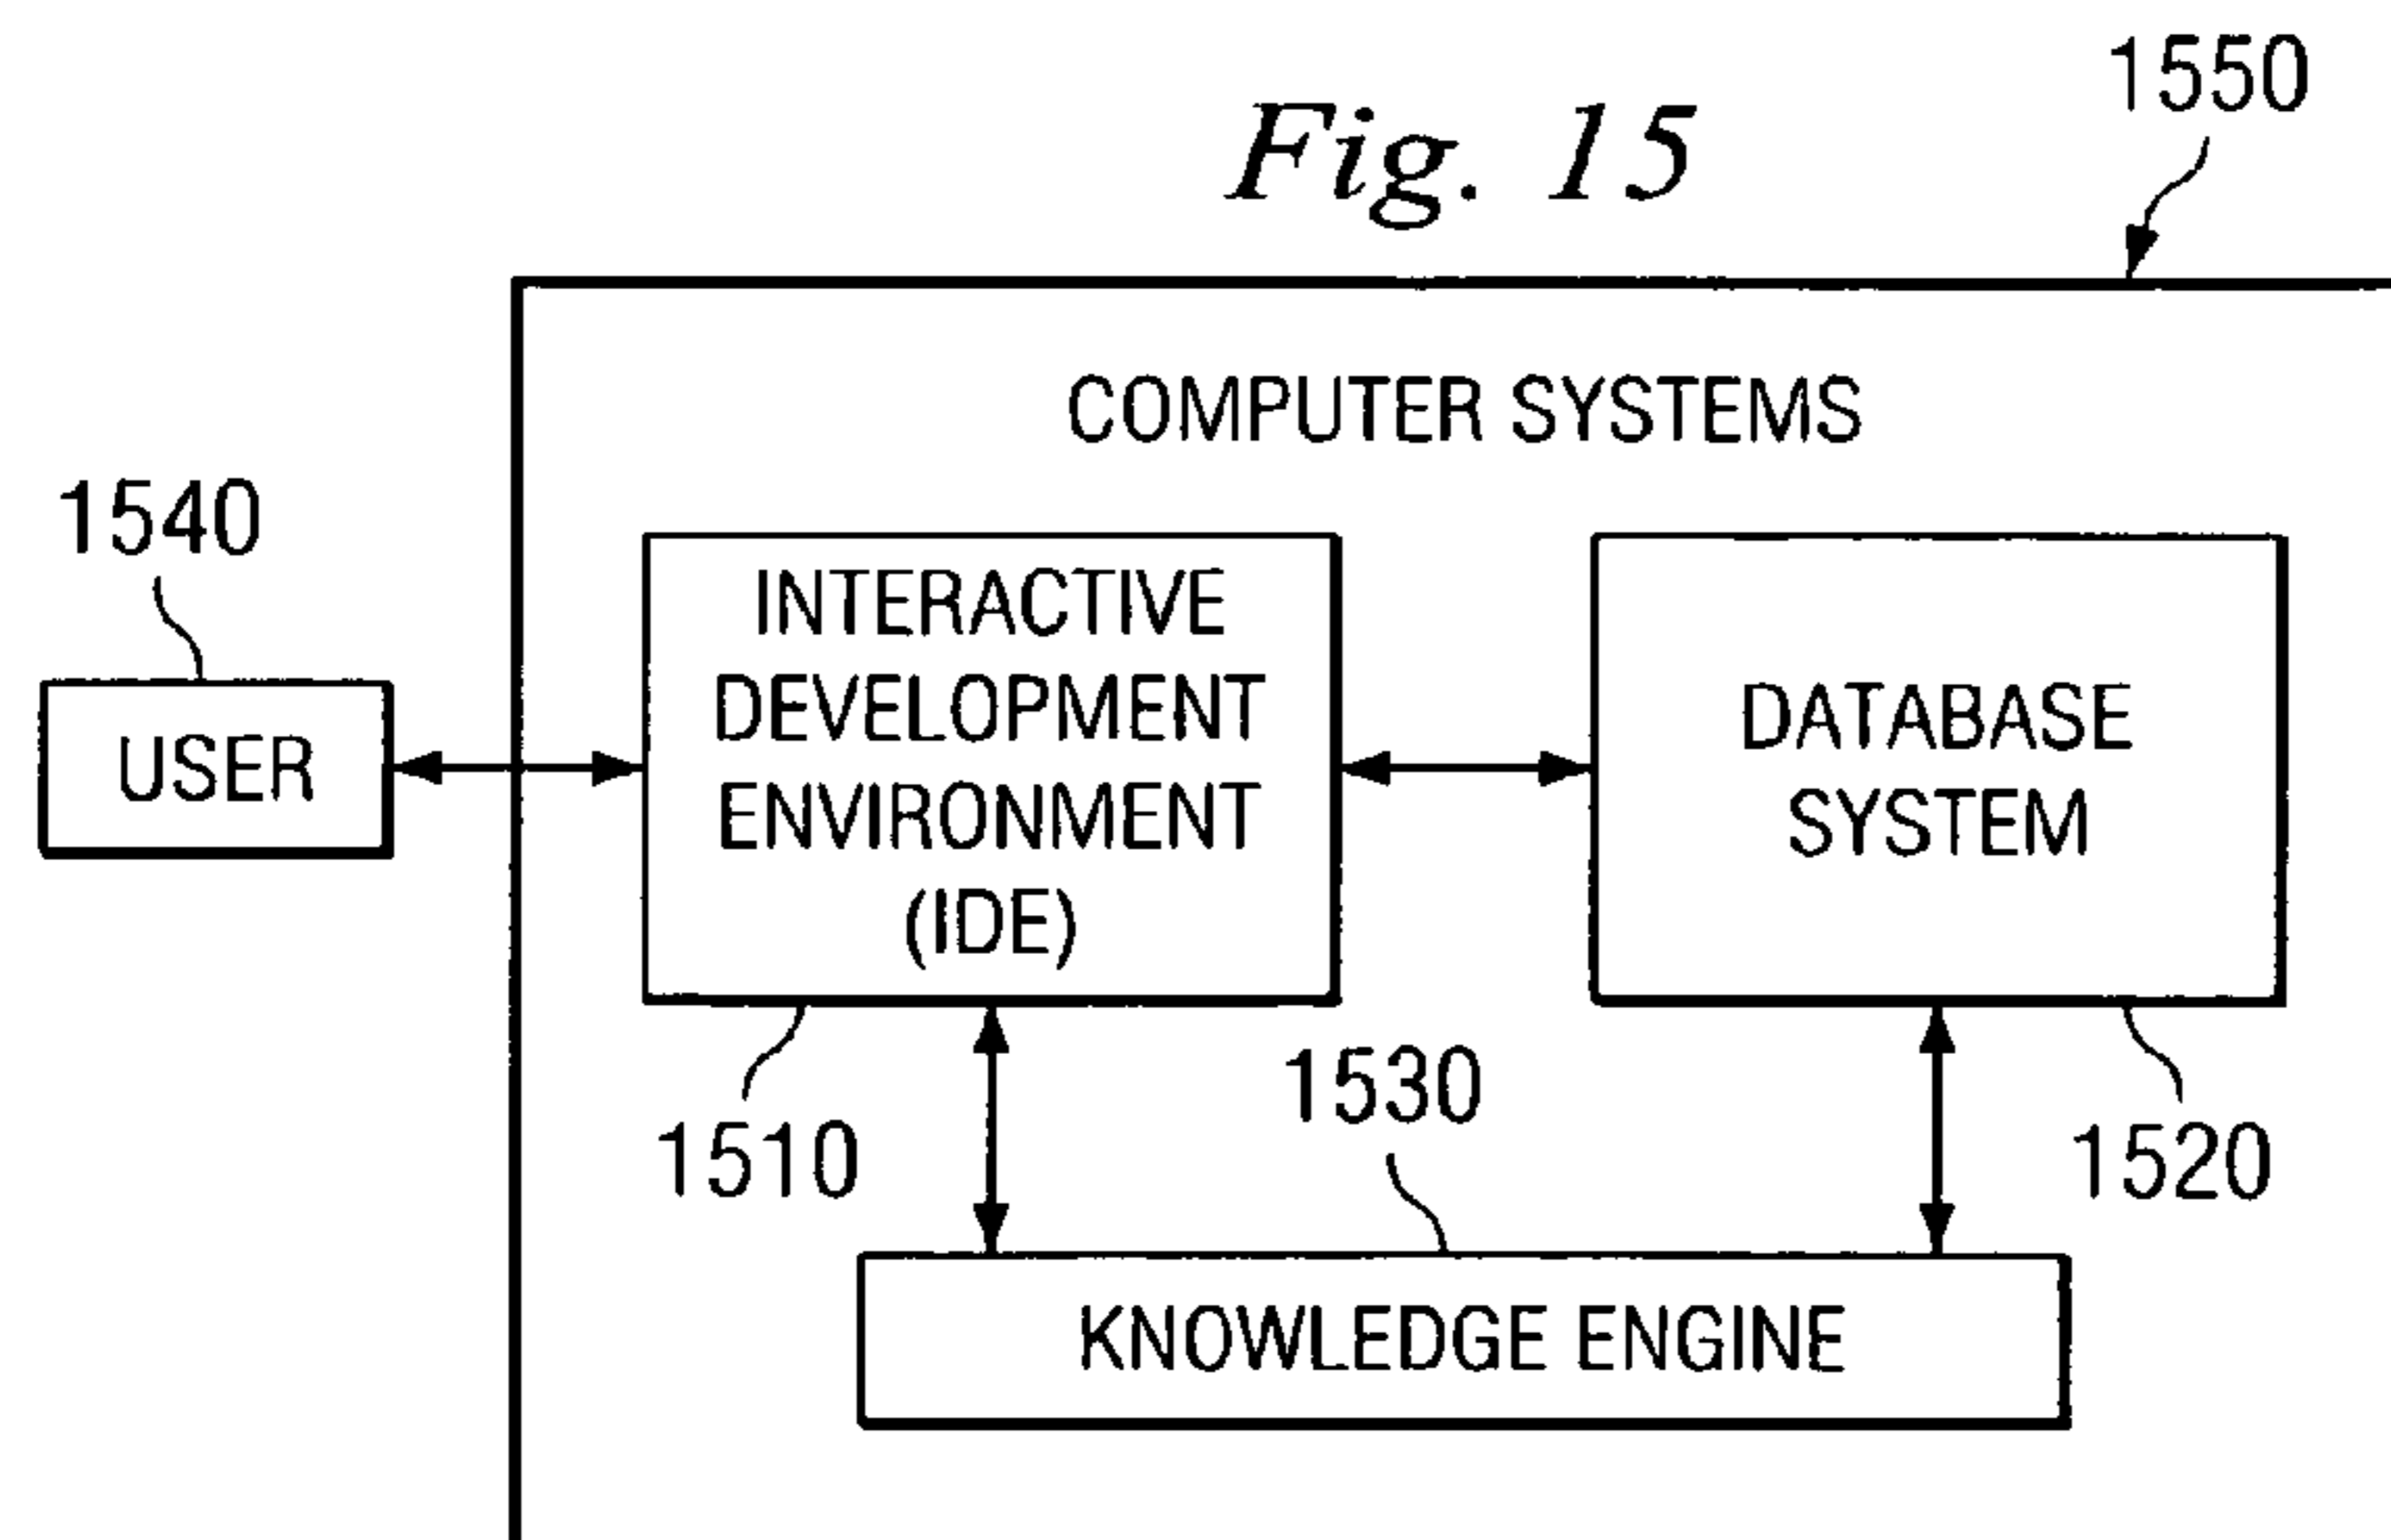 1550
Fig. 15
COMPUTER SYSTEMS
1540
USER
INTERACTIVE
DEVELOPMENT
ENVIRONMENT
(IDE)
DATABASE
SYSTEM
1510
1530
1520
KNOWLEDGE ENGINE